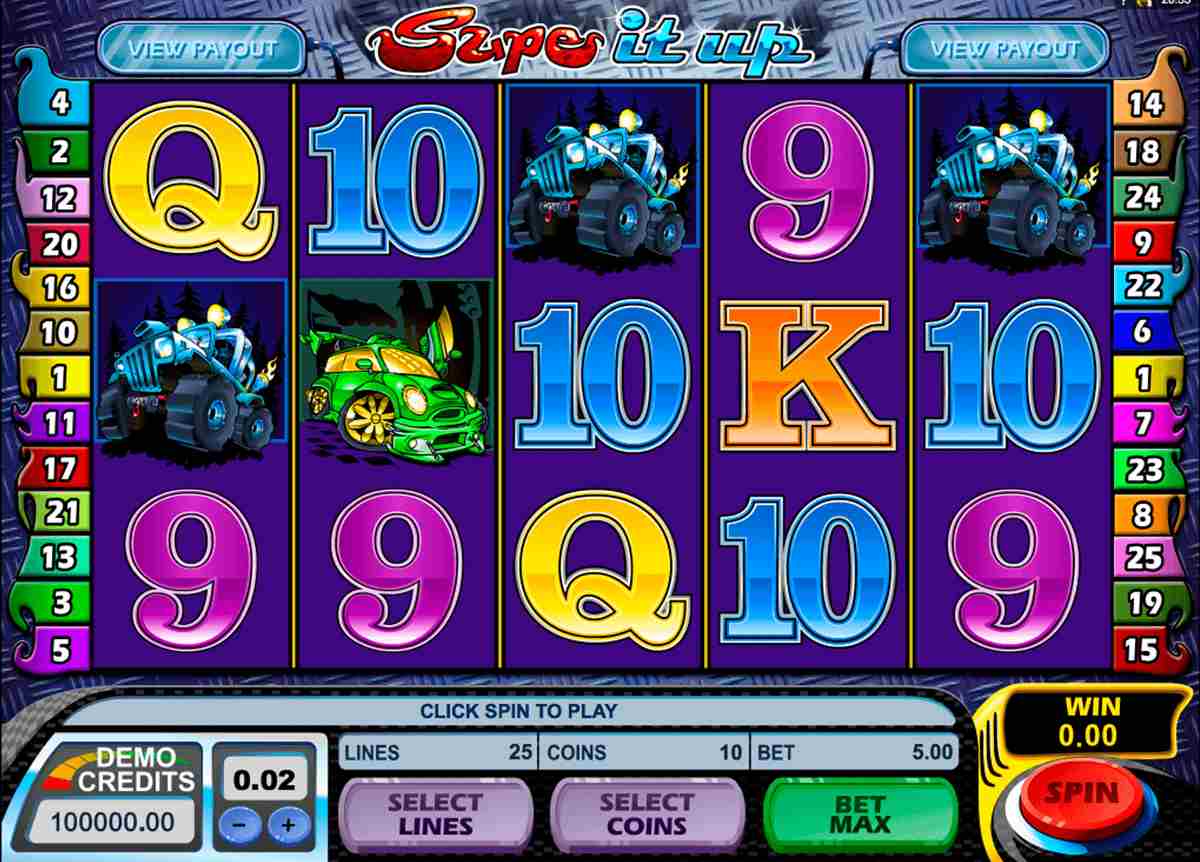 Supe it up
VIEW PAYOUT
VIEW PAYOUT
4
2
12
20
16
10
1
11
17
21
13
3
5
Q 10 9
10 K 10
9 9 Q 10 9
14
18
24
9
22
6
1
7
23
8
25
19
15
CLICK SPIN TO PLAY
DEMO
CREDITS
100000.00
0.02
- +
LINES 25 COINS 10 BET 5.00
SELECT
LINES
SELECT
COINS
BET
MAX
WIN
0.00
SPIN